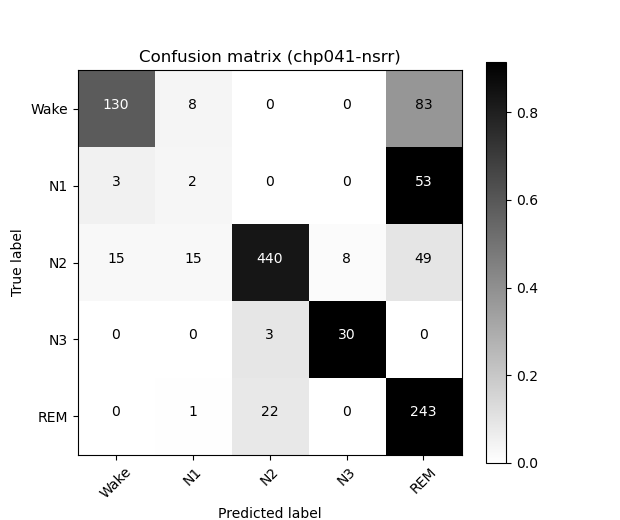 Confusion matrix (chp041-nsrr)
Wake 130 8 0 0 83
N1 3 2 0 0 53
N2 15 15 440 8 49
N3 0 0 3 30 0
REM 0 1 22 0 243
Wake N1 N2 N3 REM
Predicted label
True label
0.8
0.6
0.4
0.2
0.0